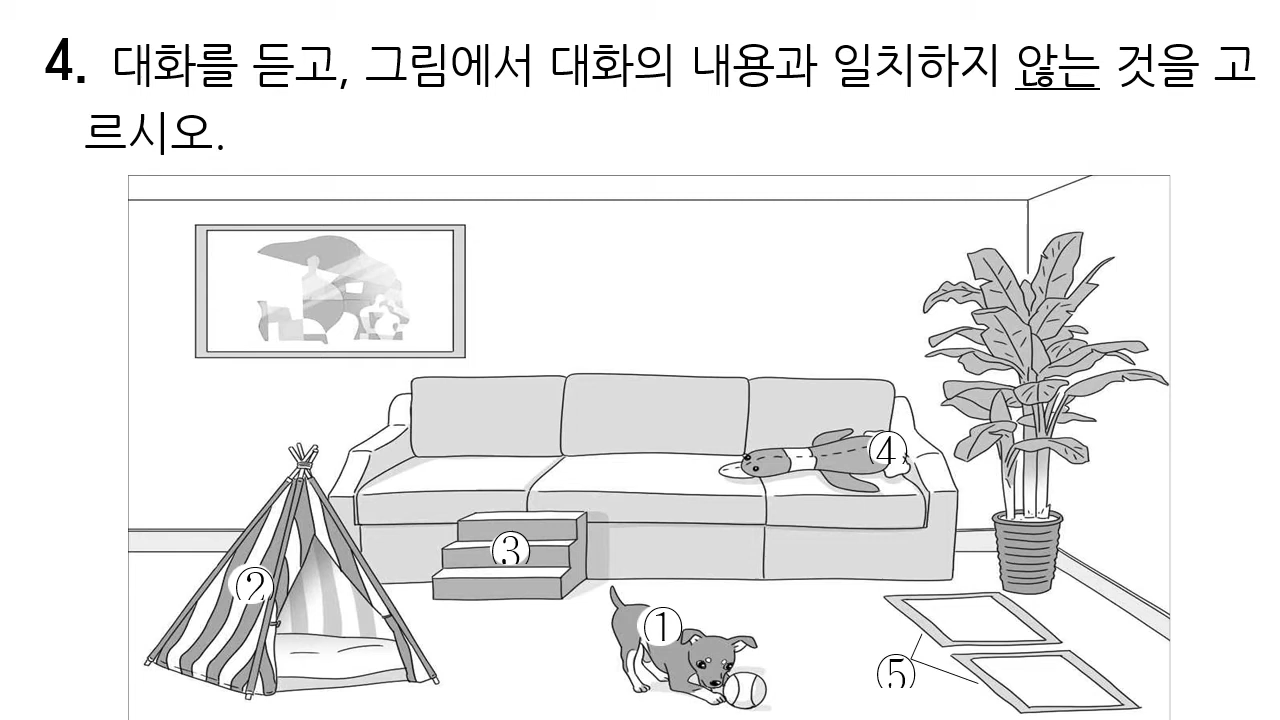 4. 대화를 듣고, 그림에서 대화의 내용과 일치하지 않는 것을 고
르시오.
④
③
②
①
⑤